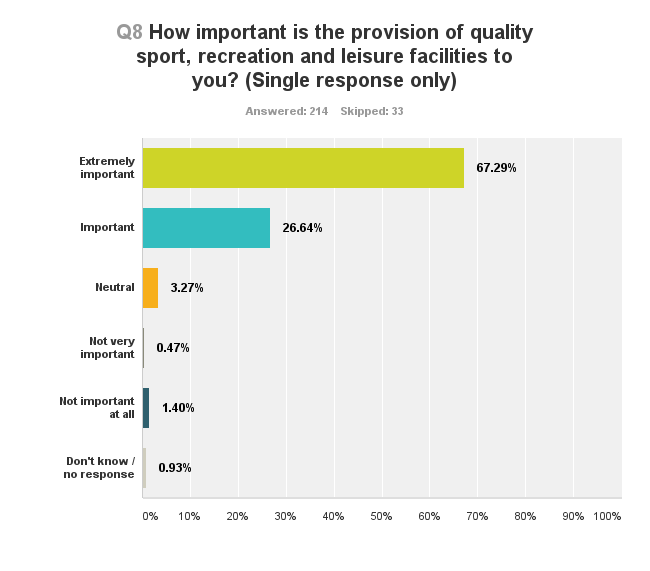 Q8 How important is the provision of quality
sport, recreation and leisure facilities to
you? (Single response only)
Answered: 214 Skipped: 33
Extremely
important
67.29%
Important
26.64%
Neutral
3.27%
Not very
important
0.47%
Not important
at all
1.40%
Don't know /
no response
0.93%
0% 10% 20% 30% 40% 50% 60% 70% 80% 90% 100%